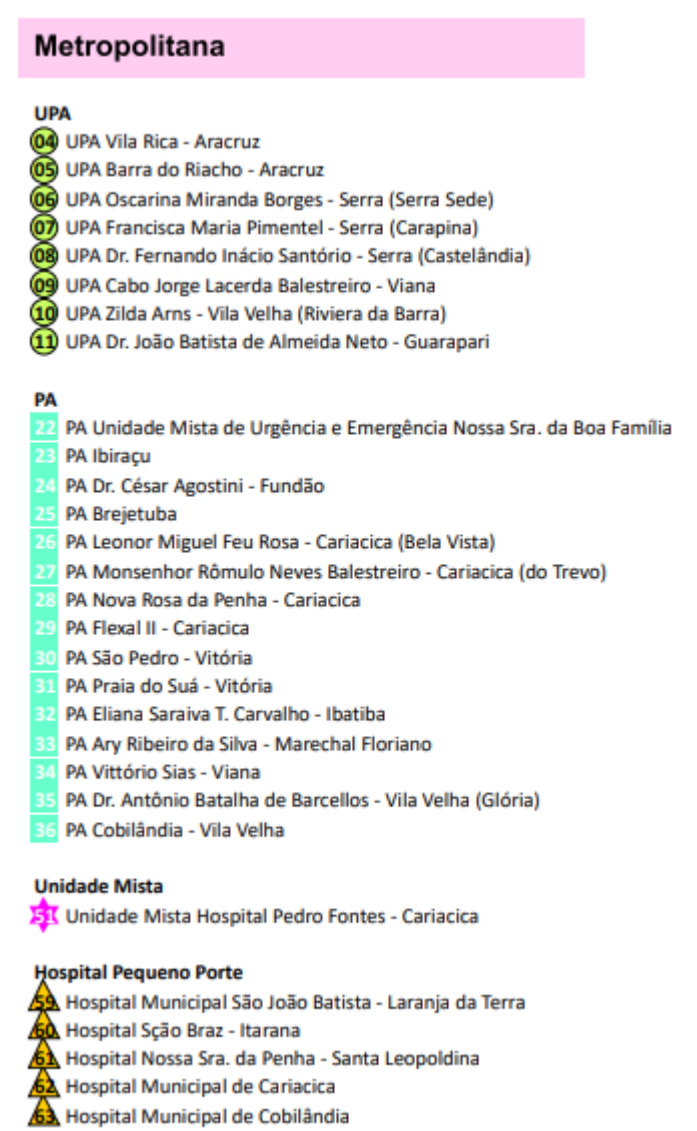 Metropolitana
UPA
04 UPA Vila Rica - Aracruz
05 UPA Barra do Riacho - Aracruz
06 UPA Oscarina Miranda Borges - Serra (Serra Sede)
07 UPA Francisca Maria Pimentel - Serra (Carapina)
08 UPA Dr. Fernando Inácio Santório - Serra (Castelândia)
09 UPA Cabo Jorge Lacerda Balestreiro - Viana
10 UPA Zilda Arns - Vila Velha (Riviera da Barra)
11 UPA Dr. João Batista de Almeida Neto - Guarapari
PA
22 PA Unidade Mista de Urgência e Emergência Nossa Sra. da Boa Família
23 PA Ibiraçu
24 PA Dr. César Agostini - Fundão
25 PA Brejetuba
26 PA Leonor Miguel Feu Rosa - Cariacica (Bela Vista)
27 PA Monsenhor Rômulo Neves Balestreiro - Cariacica (do Trevo)
28 PA Nova Rosa da Penha - Cariacica
29 PA Flexal II - Cariacica
30 PA São Pedro - Vitória
31 PA Praia do Suá - Vitória
32 PA Eliana Saraiva T. Carvalho - Ibatiba
33 PA Ary Ribeiro da Silva - Marechal Floriano
34 PA Vittório Sias - Viana
35 PA Dr. Antônio Batalha de Barcellos - Vila Velha (Glória)
36 PA Cobilândia - Vila Velha
Unidade Mista
51 Unidade Mista Hospital Pedro Fontes - Cariacica
Hospital Pequeno Porte
59 Hospital Municipal São João Batista - Laranja da Terra
60 Hospital Sção Braz - Itarana
61 Hospital Nossa Sra. da Penha - Santa Leopoldina
62 Hospital Municipal de Cariacica
63 Hospital Municipal de Cobilândia